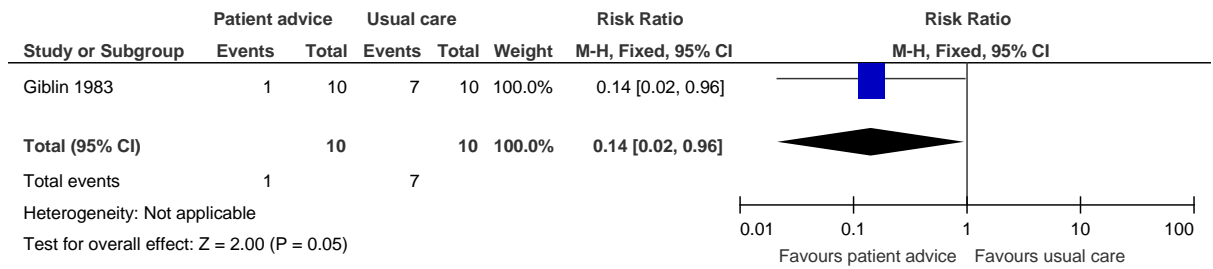 Patient advice Usual care Risk Ratio Risk Ratio
Study or Subgroup Events Total Events Total Weight M-H, Fixed, 95% CI M-H, Fixed, 95% CI
Giblin 1983 1 10 7 10 100.0% 0.14 [0.02, 0.96]
Total (95% CI) 10 10 100.0% 0.14 [0.02, 0.96]
Total events 1 7
Heterogeneity: Not applicable
Test for overall effect: Z = 2.00 (P = 0.05)
0.01 0.1 1 10 100
Favours patient advice Favours usual care